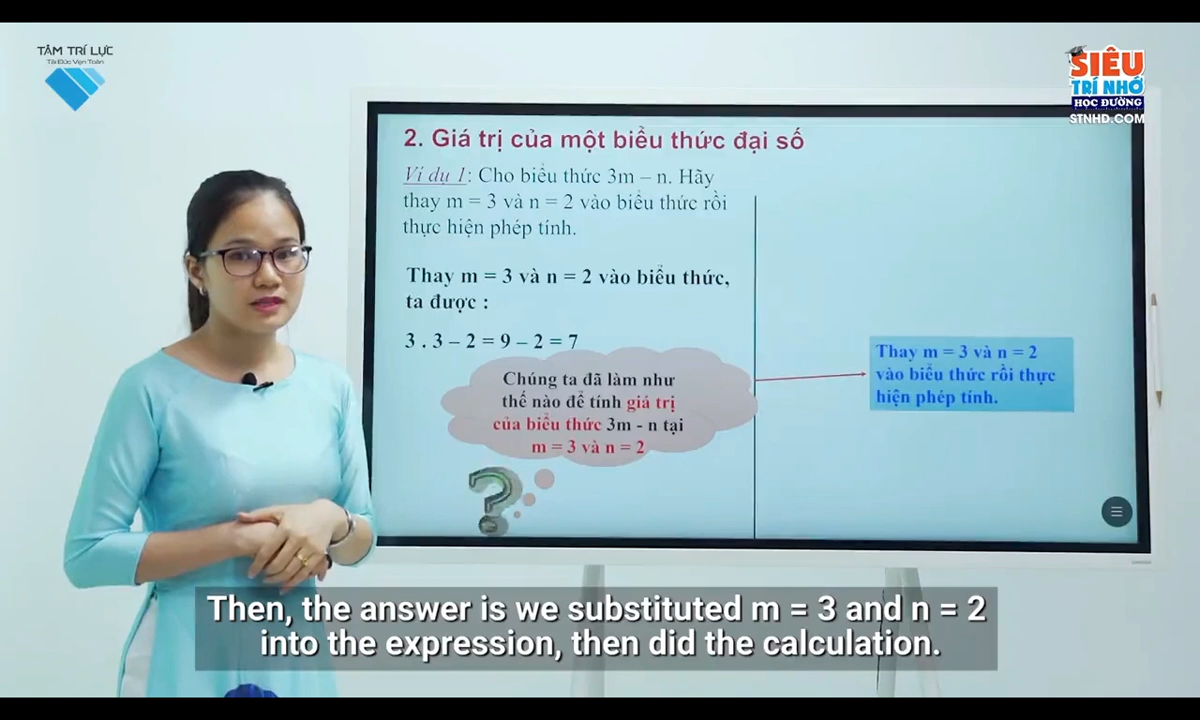 TÂM TRÍ LỰC
Tài Đức Vẹn Toàn
SIÊU
TRÍ NHỚ
HỌC ĐƯỜNG
STNHD.COM
2. Giá trị của một biểu thức đại số
Ví dụ 1: Cho biểu thức 3m – n. Hãy
thay m = 3 và n = 2 vào biểu thức rồi
thực hiện phép tính.
Thay m = 3 và n = 2 vào biểu thức,
ta được :
3 . 3 – 2 = 9 – 2 = 7
Chúng ta đã làm như
thế nào để tính giá trị
của biểu thức 3m - n tại
m = 3 và n = 2
?
Thay m = 3 và n = 2
vào biểu thức rồi thực
hiện phép tính.
Then, the answer is we substituted m = 3 and n = 2
into the expression, then did the calculation.